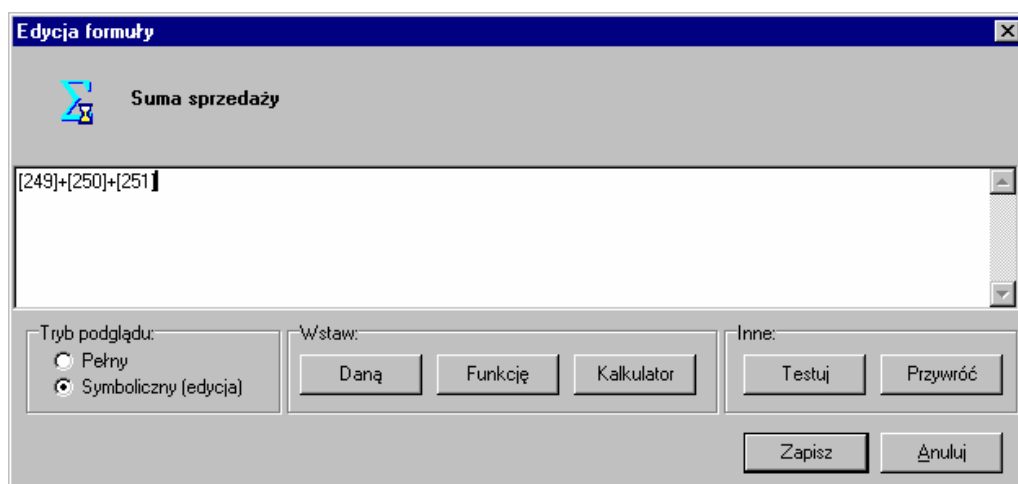 Edycja formuły
Suma sprzedaży
[249]+[250]+[251]
Tryb podglądu:
Pełny
Symboliczny (edycja)
Wstaw:
Daną
Funkcję
Kalkulator
Inne:
Testuj
Przywróć
Zapisz
Anuluj